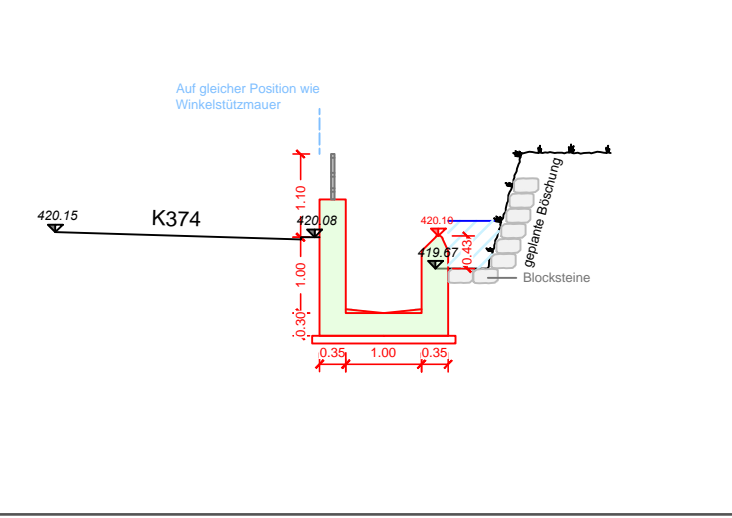 Auf gleicher Position wie
Winkelstützmauer
420.15
K374
420.08
420.10
419.67
1.10
1.00
0.30
0.43
geplante Böschung
Blocksteine
0.35
1.00
0.35